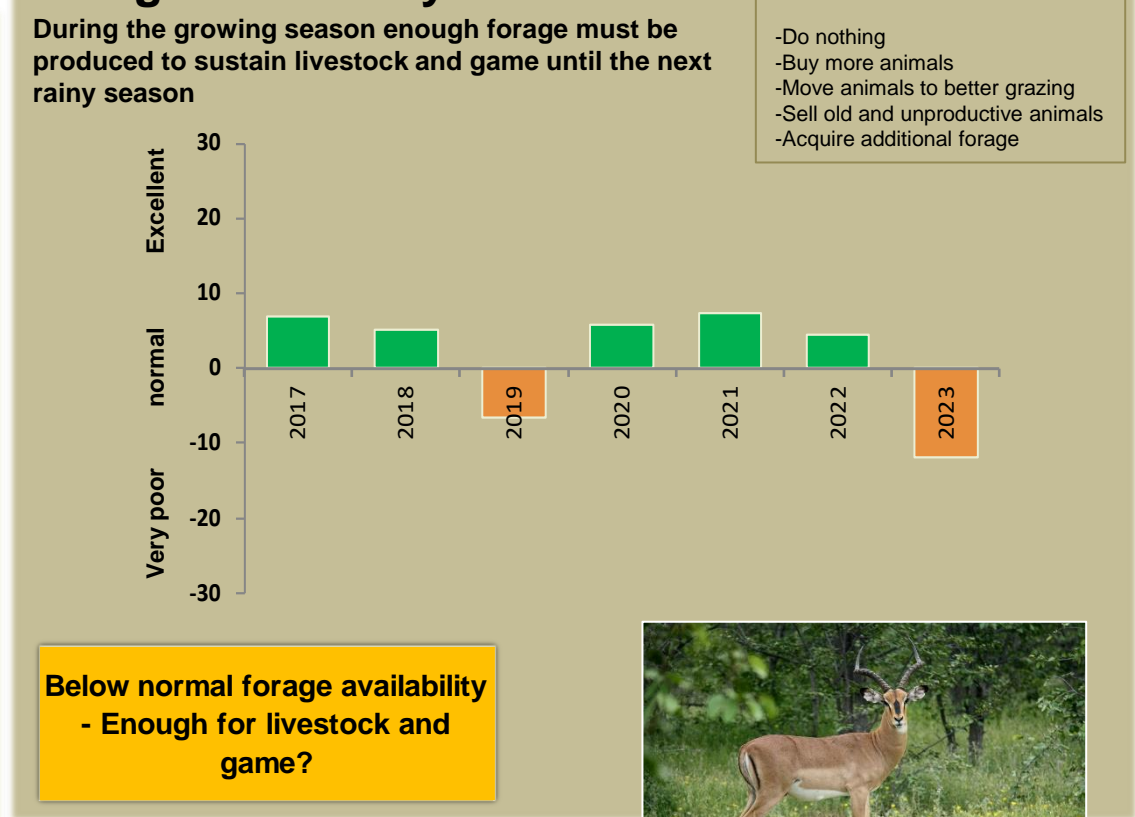 During the growing season enough forage must be
produced to sustain livestock and game until the next
rainy season
-Do nothing
-Buy more animals
-Move animals to better grazing
-Sell old and unproductive animals
-Acquire additional forage
30
20
10
0
-10
-20
-30
Excellent
normal
Very poor
2017
2018
2019
2020
2021
2022
2023
Below normal forage availability
- Enough for livestock and
game?